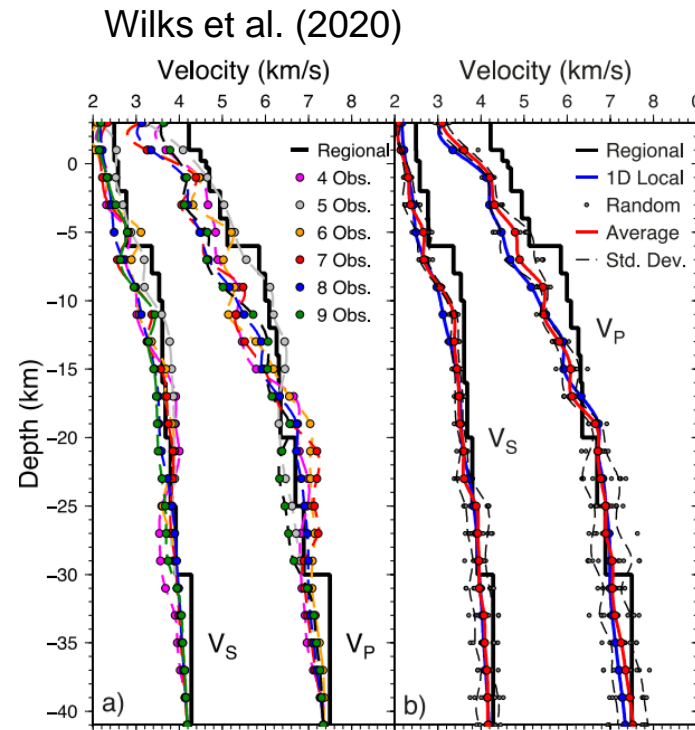 Wilks et al. (2020)
Velocity (km/s) Velocity (km/s)
2 3 4 5 6 7 8 2 3 4 5 6 7 8 9
Regional
4 Obs.
5 Obs.
6 Obs.
7 Obs.
8 Obs.
9 Obs.
Regional
1D Local
Random
Average
Std. Dev.
Depth (km)
0
−5
−10
−15
−20
−25
−30
−35
−40
VS
VP
VP
VS
a)
b)